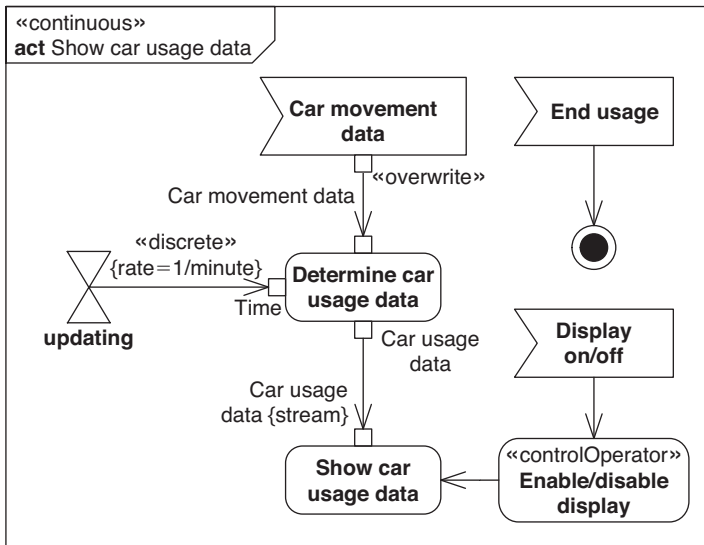 «continuous»
act Show car usage data
Car movement
data
End usage
«overwrite»
Car movement data
«discrete»
{rate=1/minute}
Determine car
usage data
Time
updating
Car usage
data
Display
on/off
Car usage
data {stream}
Show car
usage data
«controlOperator»
Enable/disable
display